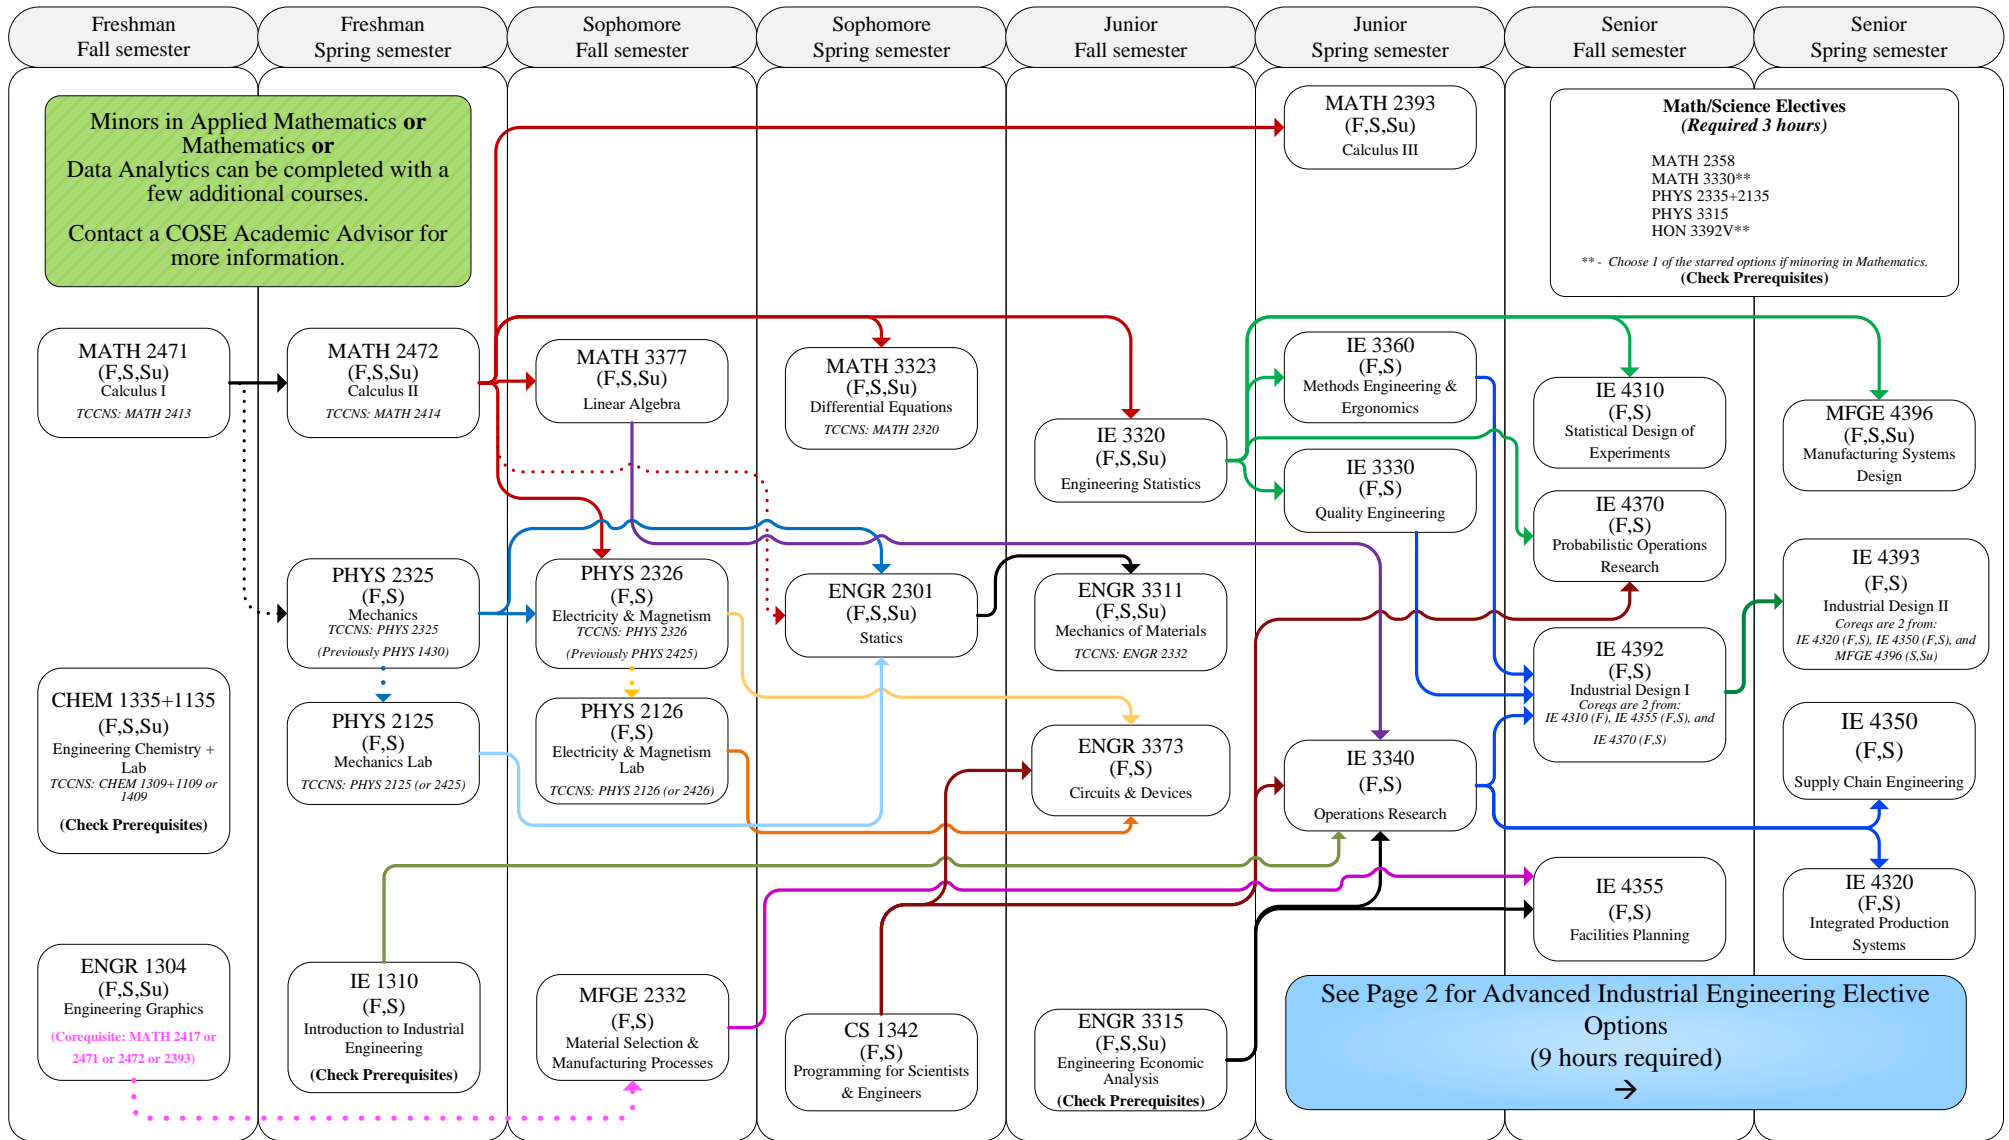 Freshman
Fall semester
Freshman
Spring semester
Sophomore
Fall semester
Sophomore
Spring semester
Junior
Fall semester
Junior
Spring semester
Senior
Fall semester
Senior
Spring semester
Minors in Applied Mathematics or
Mathematics or
Data Analytics can be completed with a
few additional courses.
Contact a COSE Academic Advisor for
more information.
MATH 2471
(F,S,Su)
Calculus I
TCCNS: MATH 2413
CHEM 1335+1135
(F,S,Su)
Engineering Chemistry +
Lab
TCCNS: CHEM 1309+1109 or
1409
(Check Prerequisites)
ENGR 1304
(F,S,Su)
Engineering Graphics
(Corequisite: MATH 2417 or
2471 or 2472 or 2393)
MATH 2472
(F,S,Su)
Calculus II
TCCNS: MATH 2414
PHYS 2325
(F,S)
Mechanics
TCCNS: PHYS 2325
(Previously PHYS 1430)
PHYS 2125
(F,S)
Mechanics Lab
TCCNS: PHYS 2125 (or 2425)
IE 1310
(F,S)
Introduction to Industrial
Engineering
(Check Prerequisites)
MATH 3377
(F,S,Su)
Linear Algebra
PHYS 2326
(F,S)
Electricity & Magnetism
TCCNS: PHYS 2326
(Previously PHYS 2425)
PHYS 2126
(F,S)
Electricity & Magnetism
Lab
TCCNS: PHYS 2126 (or 2426)
MFGE 2332
(F,S)
Material Selection &
Manufacturing Processes
MATH 3323
(F,S,Su)
Differential Equations
TCCNS: MATH 2320
ENGR 2301
(F,S,Su)
Statics
CS 1342
(F,S)
Programming for Scientists
& Engineers
IE 3320
(F,S,Su)
Engineering Statistics
ENGR 3311
(F,S,Su)
Mechanics of Materials
TCCNS: ENGR 2332
ENGR 3373
(F,S)
Circuits & Devices
ENGR 3315
(F,S,Su)
Engineering Economic
Analysis
(Check Prerequisites)
MATH 2393
(F,S,Su)
Calculus III
IE 3360
(F,S)
Methods Engineering &
Ergonomics
IE 3330
(F,S)
Quality Engineering
IE 3340
(F,S)
Operations Research
Math/Science Electives
(Required 3 hours)
MATH 2358
MATH 3330**
PHYS 2335+2135
PHYS 3315
HON 3392V**
** - Choose 1 of the starred options if minoring in Mathematics.
(Check Prerequisites)
IE 4310
(F,S)
Statistical Design of
Experiments
IE 4370
(F,S)
Probabilistic Operations
Research
IE 4392
(F,S)
Industrial Design I
Coreqs are 2 from:
IE 4310 (F), IE 4355 (F,S), and
IE 4370 (F,S)
IE 4355
(F,S)
Facilities Planning
MFGE 4396
(F,S,Su)
Manufacturing Systems
Design
IE 4393
(F,S)
Industrial Design II
Coreqs are 2 from:
IE 4320 (F,S), IE 4350 (F,S), and
MFGE 4396 (S,Su)
IE 4350
(F,S)
Supply Chain Engineering
IE 4320
(F,S)
Integrated Production
Systems
See Page 2 for Advanced Industrial Engineering Elective
Options
(9 hours required)
→